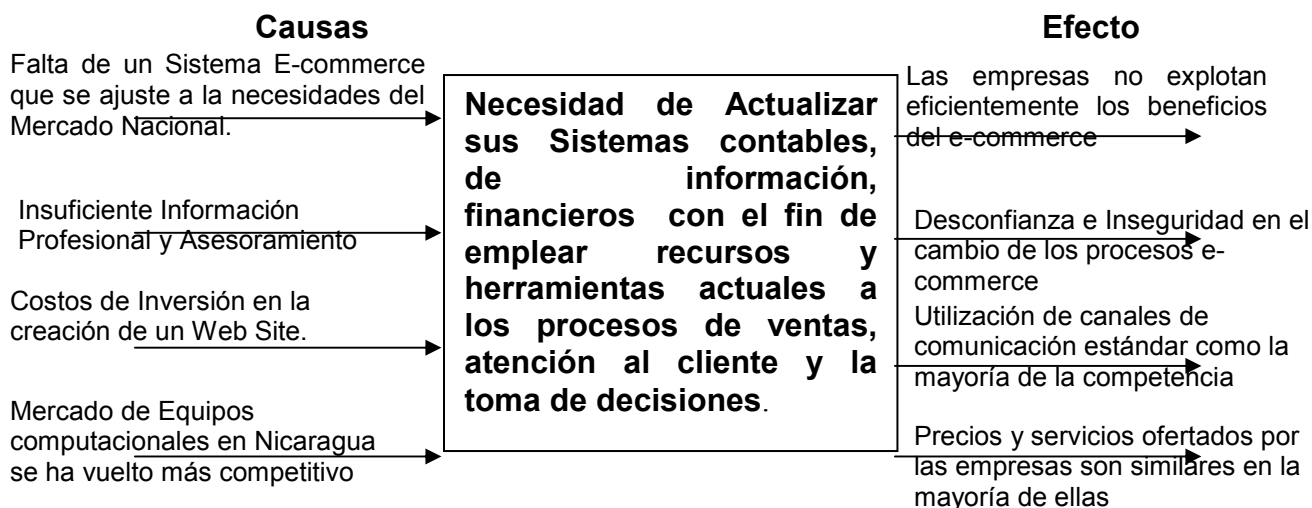 Causas
Falta de un Sistema E-commerce
que se ajuste a la necesidades del
Mercado Nacional.
Insuficiente Información
Profesional y Asesoramiento
Costos de Inversión en la
creación de un Web Site.
Mercado de Equipos
computacionales en Nicaragua
se ha vuelto más competitivo
Necesidad de Actualizar
sus Sistemas contables,
de información,
financieros con el fin de
emplear recursos y
herramientas actuales a
los procesos de ventas,
atención al cliente y la
toma de decisiones.
Efecto
Las empresas no explotan
eficientemente los beneficios
del e-commerce
Desconfianza e Inseguridad en el
cambio de los procesos e-
commerce
Utilización de canales de
comunicación estándar como la
mayoría de la competencia
Precios y servicios ofertados por
las empresas son similares en la
mayoría de ellas